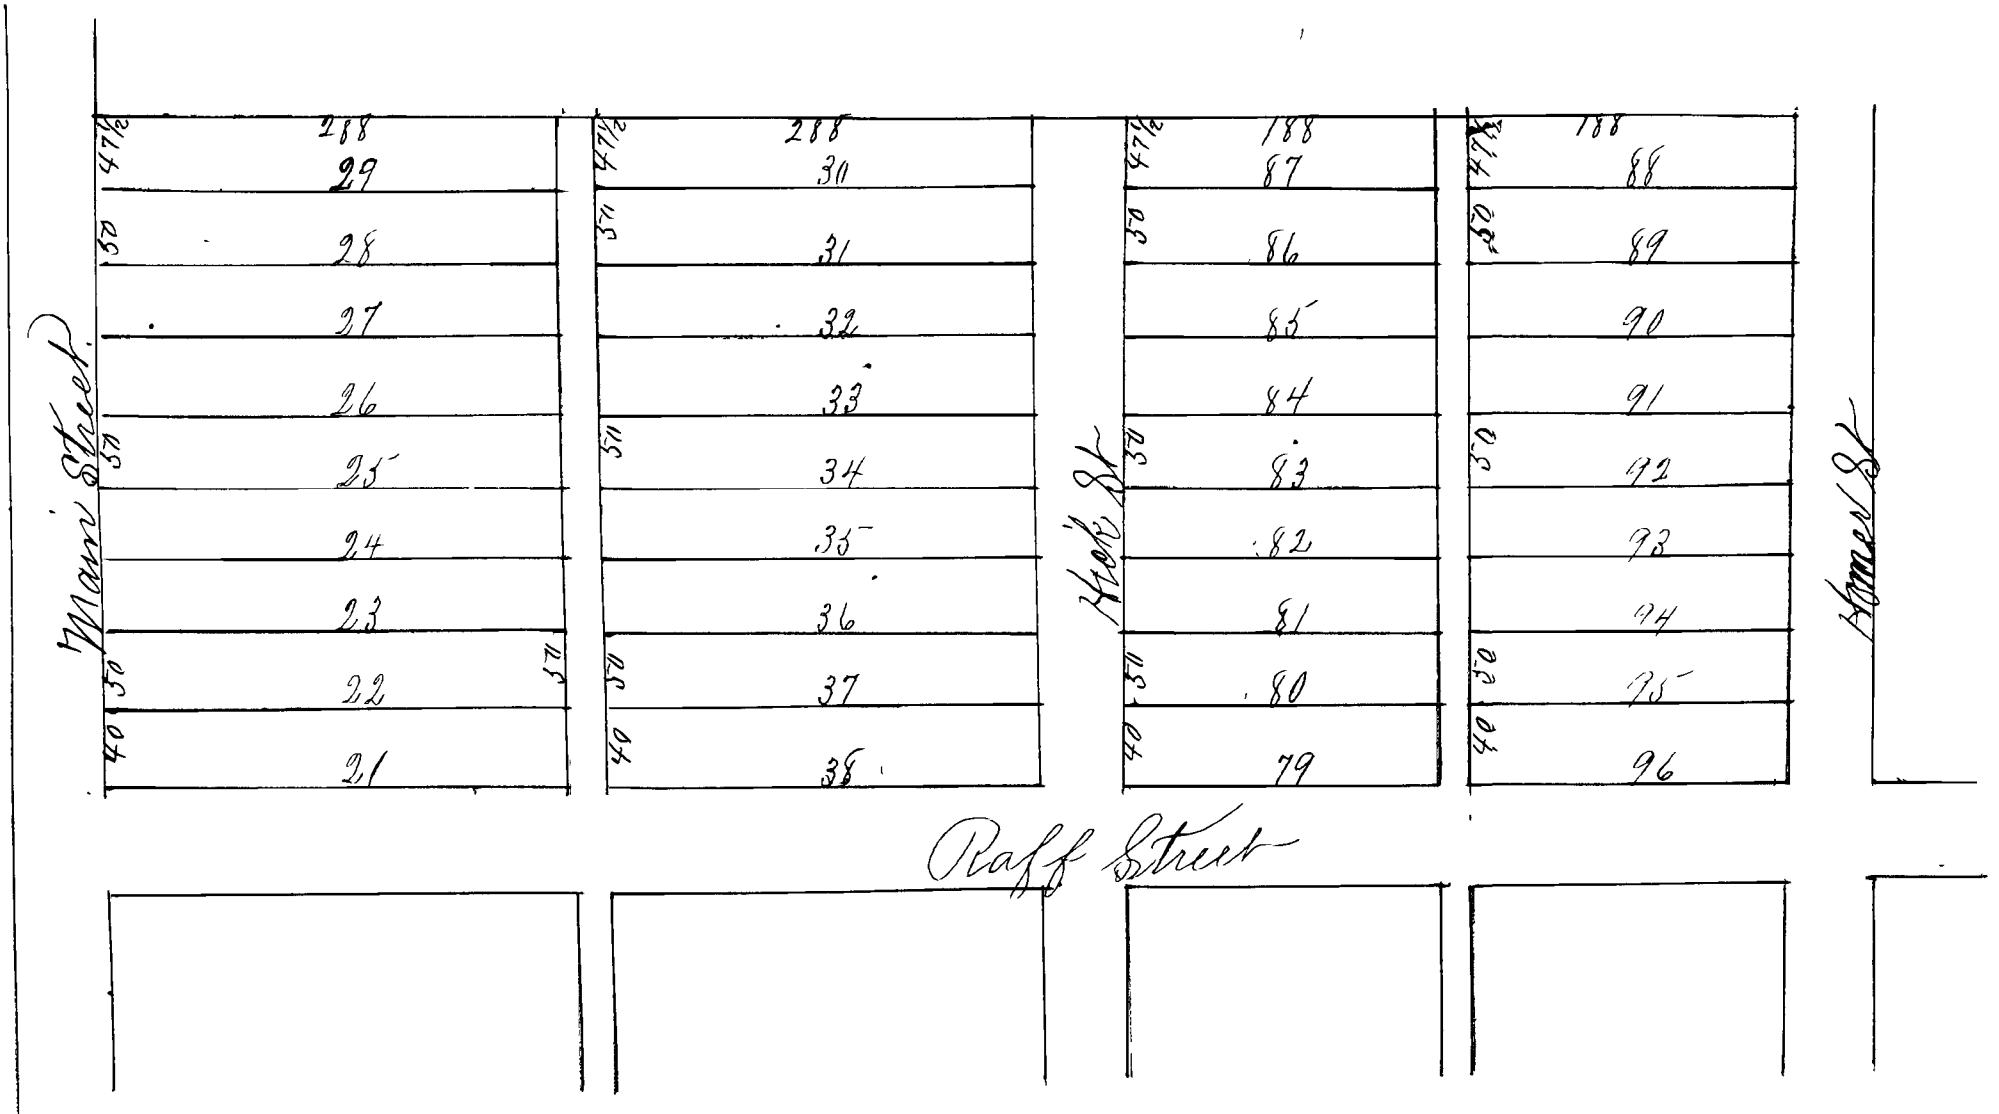 47½ 288 47½ 288 47½ 188 47½ 188
29 30 87 88
50 50 50 50
28 31 86 89
27 32 85 90
26 33 84 91
50 50 50 50
25 34 83 92
24 35 82 93
23 36 81 94
50 50 50 50 50
22 37 80 95
40 40 40 40
21 38 79 96
Main Street
St
Homer St
Raff Street